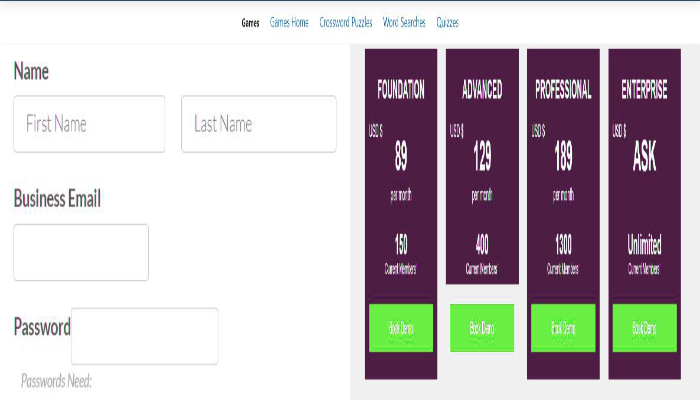 Games Games Home Crossword Puzzles Word Searches Quizzes
Name
First Name Last Name
Business Email
Password
Passwords Need:
FOUNDATION ADVANCED PROFESSIONAL ENTERPRISE
USD $ USD $ USD $ USD $
89 129 189 ASK
per month per month per month
150 400 1300 Unlimited
Current Members Current Members Current Members Current Members
Book Demo Book Demo Book Demo Book Demo